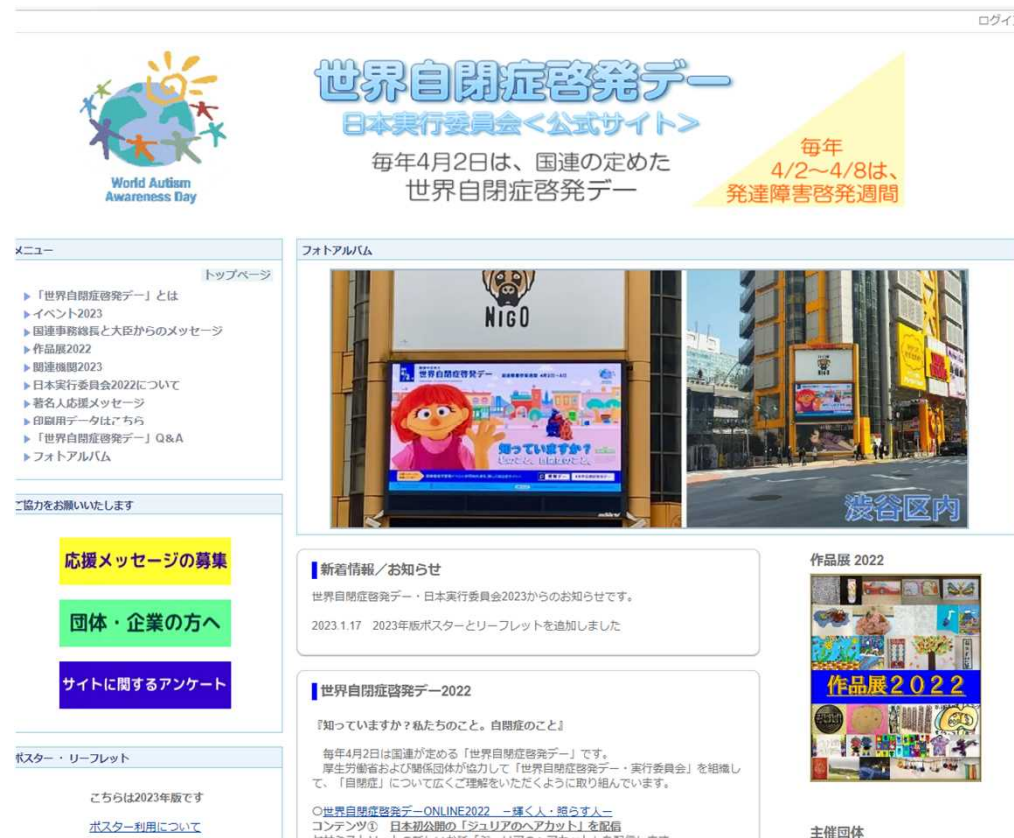 ログイン
World Autism
Awareness Day
世界自閉症啓発デー
日本実行委員会<公式サイト>
毎年4月2日は、国連の定めた
世界自閉症啓発デー
毎年
4/2～4/8は、
発達障害啓発週間
メニュー
トップページ
「世界自閉症啓発デー」とは
イベント2023
国連事務総長と大臣からのメッセージ
作品展2022
関連機関2023
日本実行委員会2022について
著名人応援メッセージ
印刷用データはこちら
「世界自閉症啓発デー」Q&A
フォトアルバム
ご協力をお願いいたします
応援メッセージの募集
団体・企業の方へ
サイトに関するアンケート
ポスター ・ リーフレット
こちらは2023年版です
ポスター利用について
フォトアルバム
NIGO
世界自閉症啓発デー
知っていますか？
NIGO
渋谷区内
新着情報／お知らせ
世界自閉症啓発デー・日本実行委員会2023からのお知らせです。
2023.1.17 2023年版ポスターとリーフレットを追加しました
世界自閉症啓発デー2022
『知っていますか？私たちのこと。自閉症のこと』
毎年4月2日は国連が定める「世界自閉症啓発デー」です。
厚生労働省および関係団体が協力して「世界自閉症啓発デー・実行委員会」を組織し
て、「自閉症」について広くご理解をいただくように取り組んでいます。
○世界自閉症啓発デーONLINE2022 －輝く人・照らす人－
コンテンツ① 日本初公開の「ジュリアのヘアカット」を配信
作品展 2022
作品展２０２２
主催団体